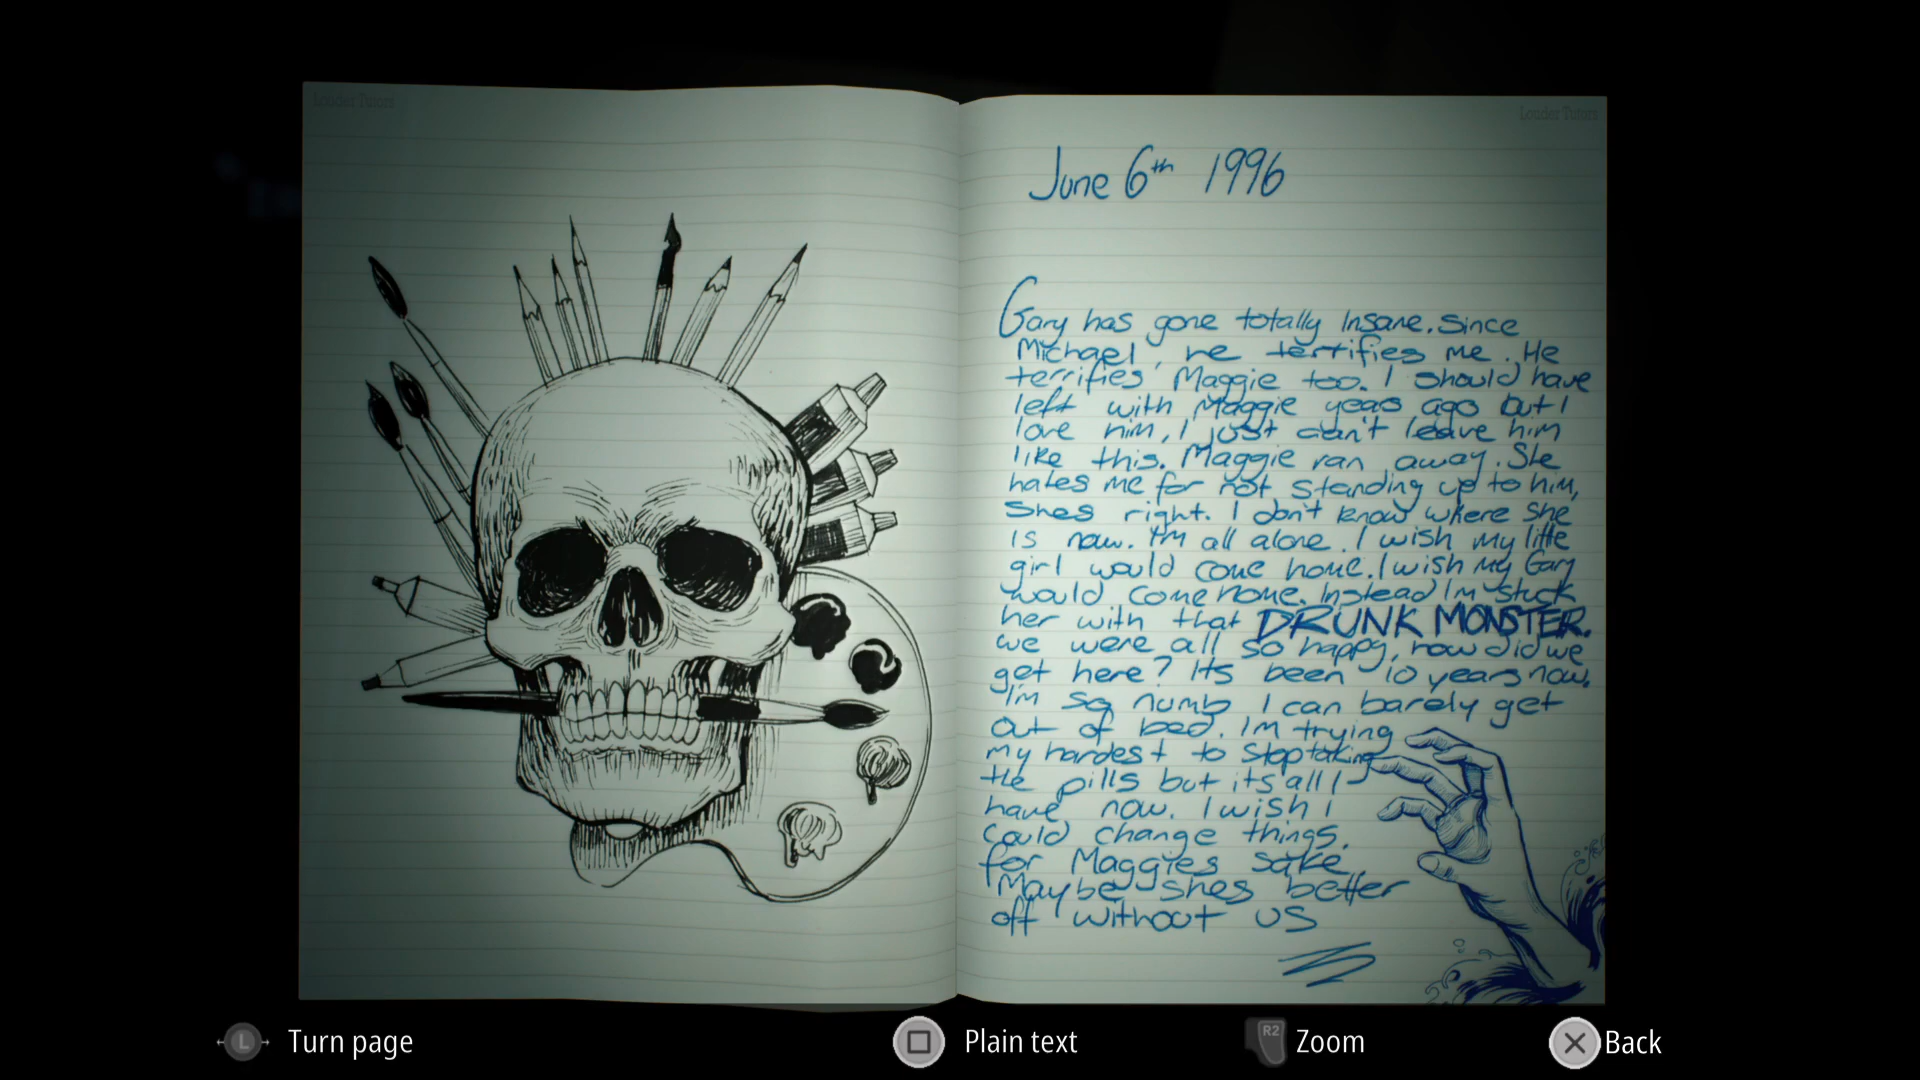 Louder Tutors
Louder Tutors
June 6th 1996
Gary has gone totally Insane. Since
Michael, he terrifies me. He
terrifies Maggie too. I should have
left with Maggie years ago but I
love him, I just can't leave him
like this. Maggie ran away. She
hates me for not standing up to him,
Shes right. I don't know where she
is now. I'm all alone. I wish my little
girl would come home. I wish my Gary
would come home. Instead I'm stuck
her with that DRUNK MONSTER.
we were all so happy, how did we
get here? Its been 10 years now.
I'm so numb I can barely get
out of bed. I'm trying
my hardest to stop taking
the pills but its all I
have now. I wish I
could change things.
for Maggies sake.
Maybe shes better
off without us
Turn page
Plain text
R2 Zoom
Back
L